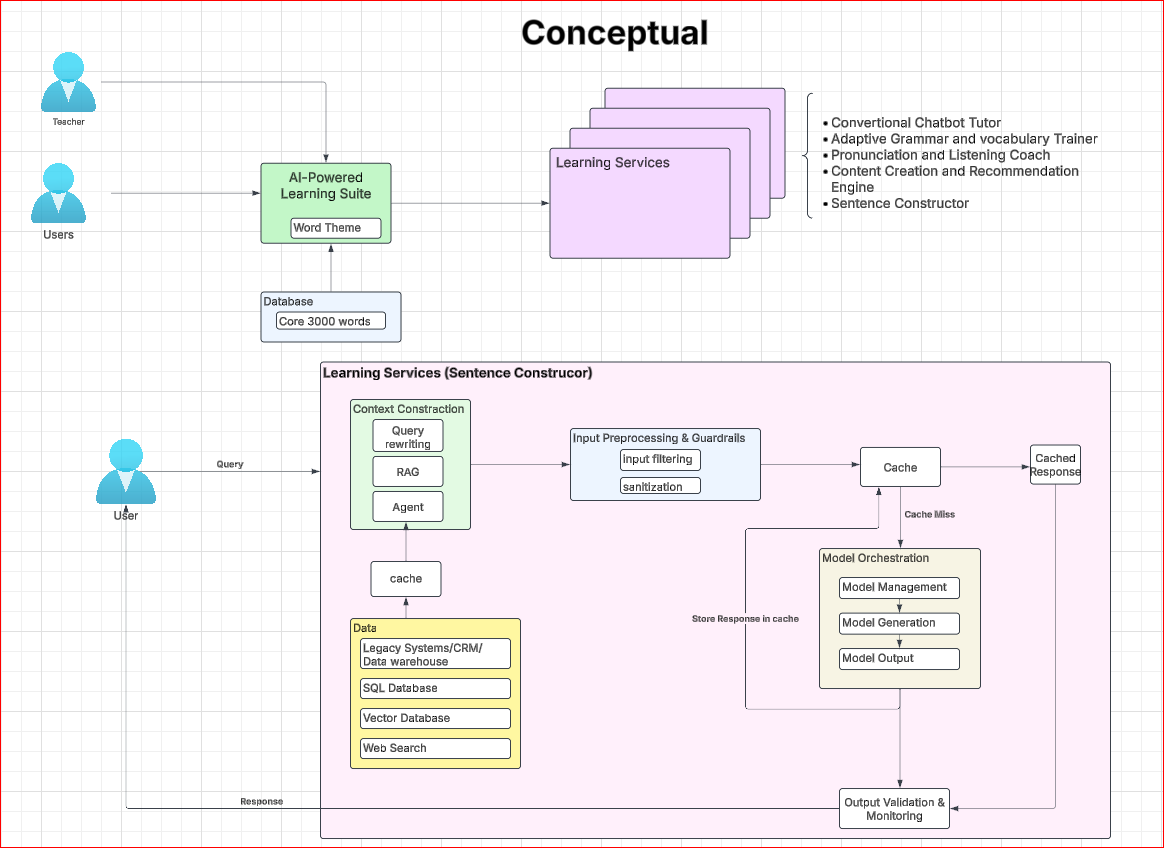 Conceptual
Teacher
Users
AI-Powered
Learning Suite
Word Theme
Database
Core 3000 words
Learning Services
• Convertional Chatbot Tutor
• Adaptive Grammar and vocabulary Trainer
• Pronunciation and Listening Coach
• Content Creation and Recommendation
Engine
• Sentence Constructor
Learning Services (Sentence Construcor)
User
Query
Context Constraction
Query
rewriting
RAG
Agent
cache
Data
Legacy Systems/CRM/
Data warehouse
SQL Database
Vector Database
Web Search
Input Preprocessing & Guardrails
input filtering
sanitization
Cache
Cached
Response
Cache Miss
Model Orchestration
Model Management
Model Generation
Model Output
Store Response in cache
Output Validation &
Monitoring
Response